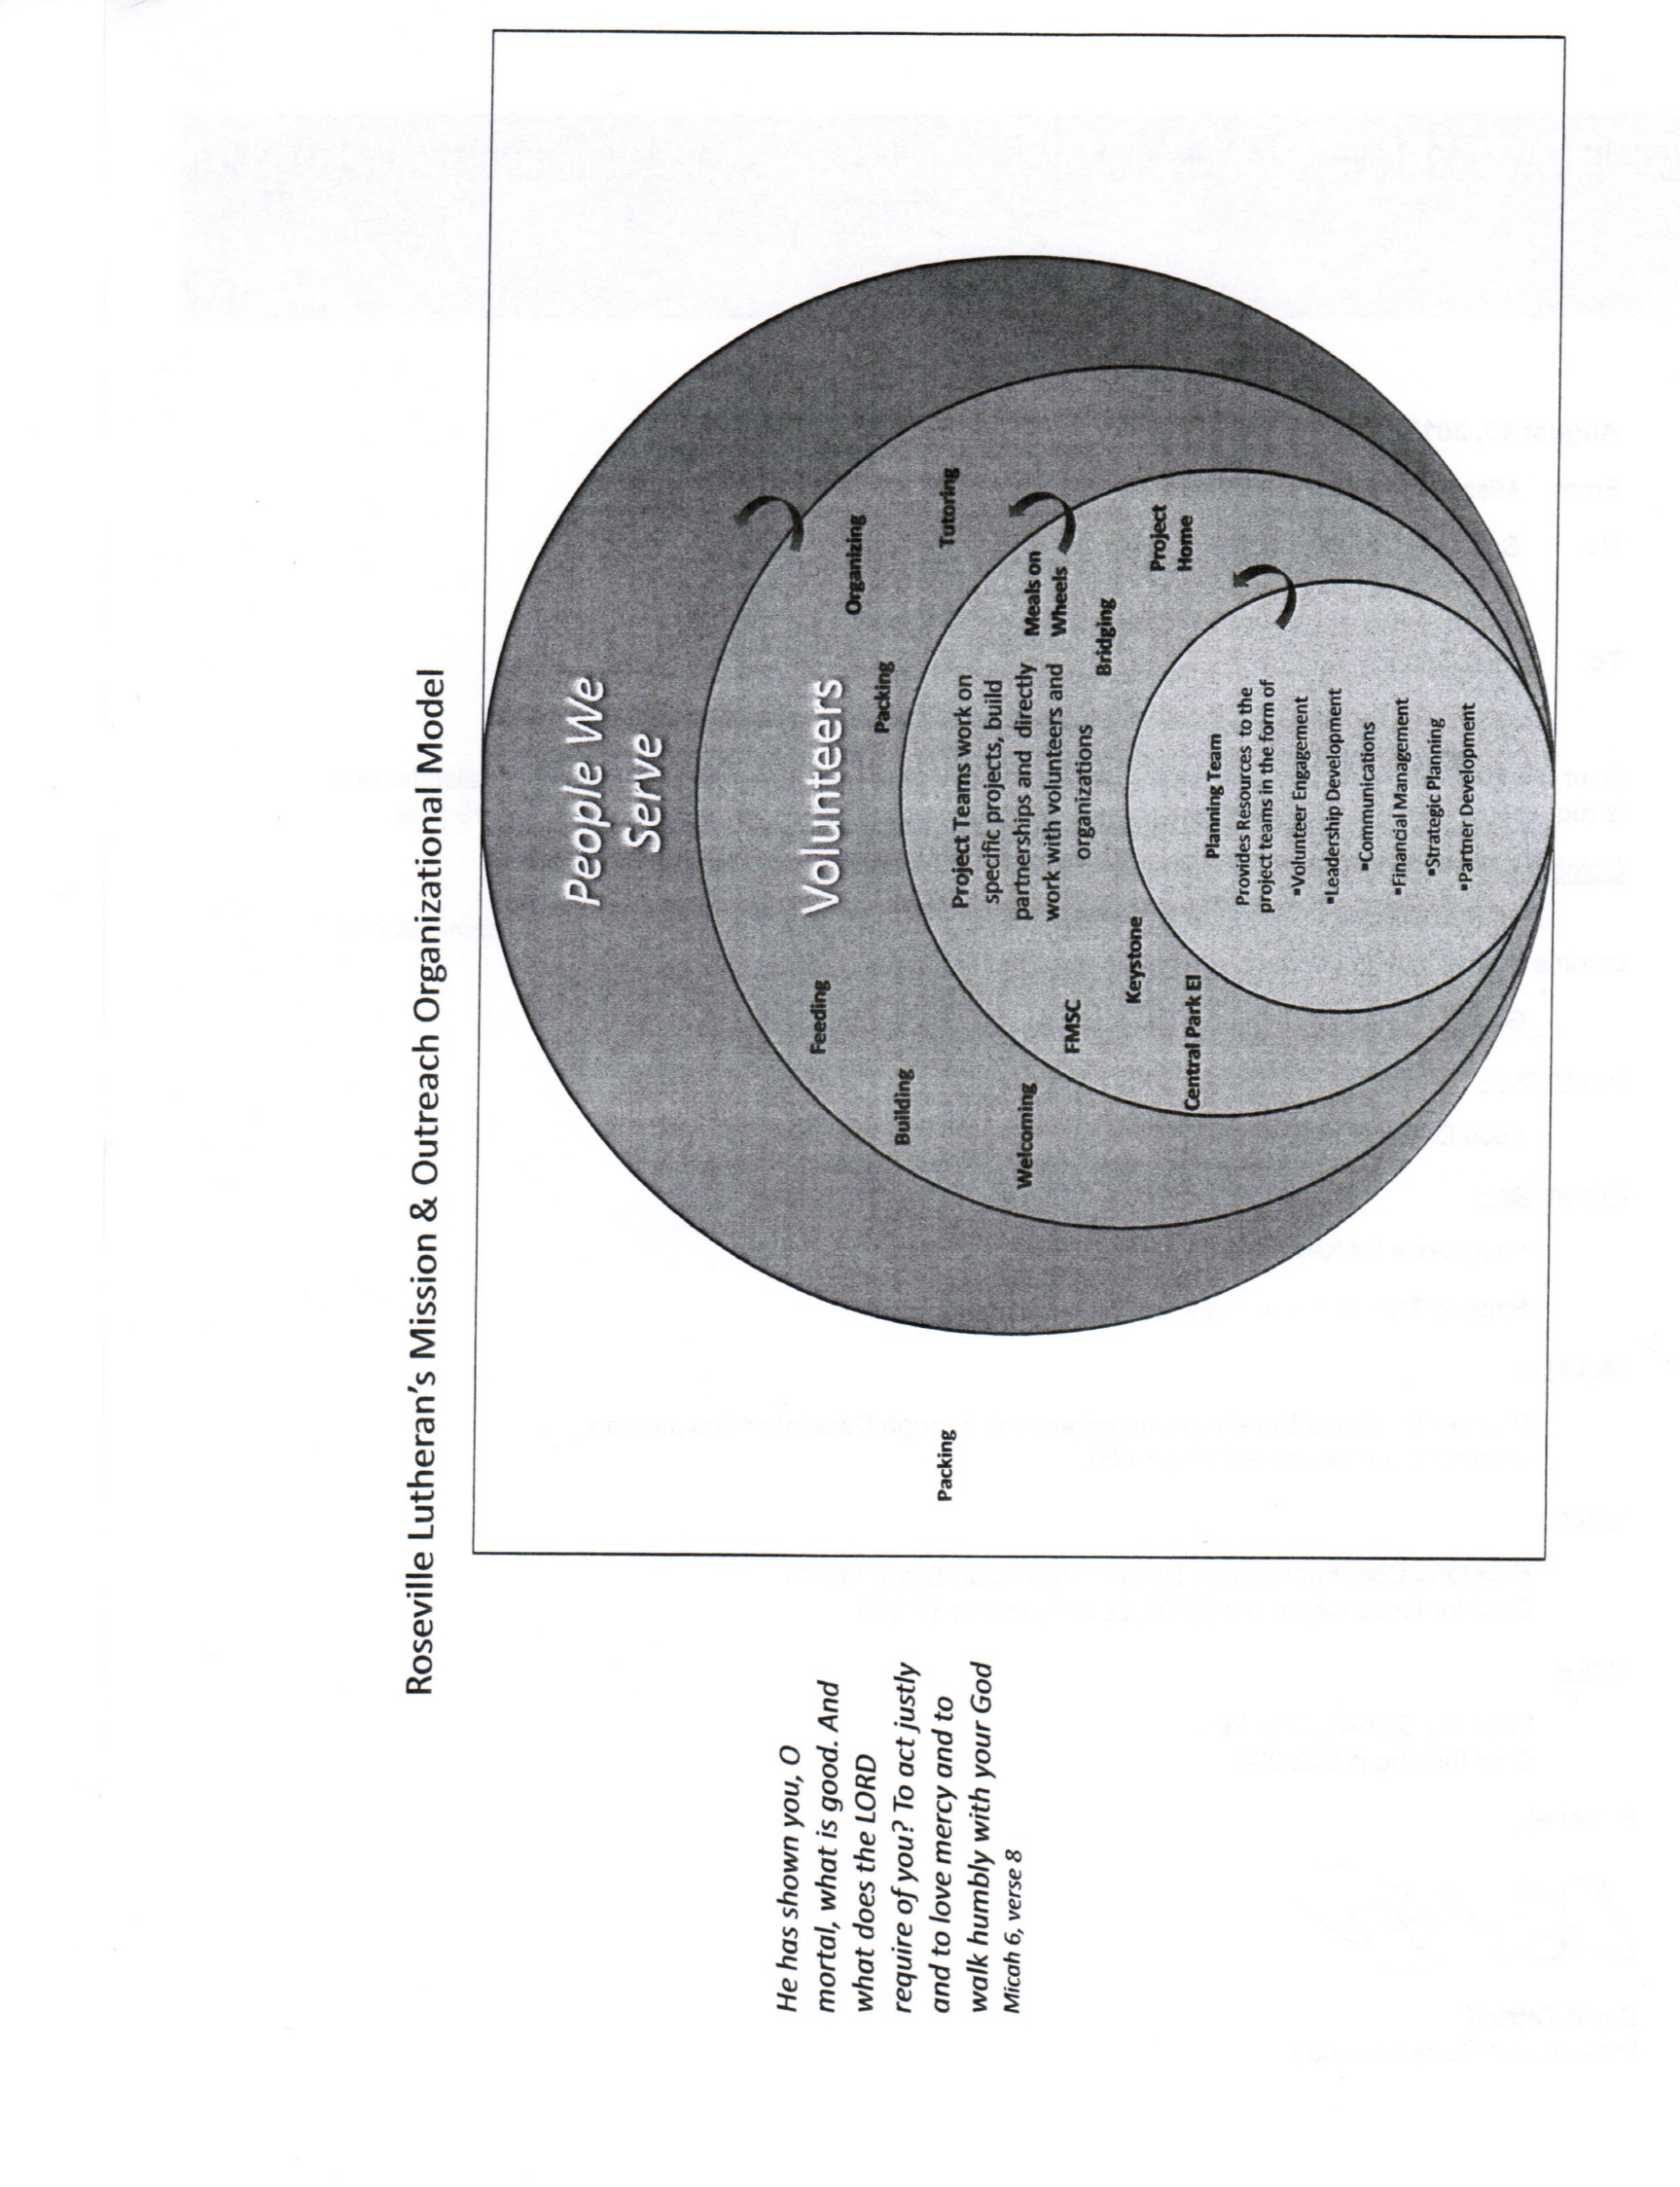 Roseville Lutheran's Mission & Outreach Organizational Model
He has shown you, O
mortal, what is good. And
what does the LORD
require of you? To act justly
and to love mercy and to
walk humbly with your God
Micah 6, verse 8
Packing
People We
Serve
Volunteers
Feeding
Building
Welcoming
Packing
Organizing
Tutoring
Project Teams work on
specific projects, build
partnerships and directly
work with volunteers and
organizations
FMSC
Keystone
Central Park El
Meals on
Wheels
Bridging
Project
Home
Planning Team
Provides Resources to the
project teams in the form of
▪Volunteer Engagement
▪Leadership Development
▪Communications
▪Financial Management
▪Strategic Planning
▪Partner Development